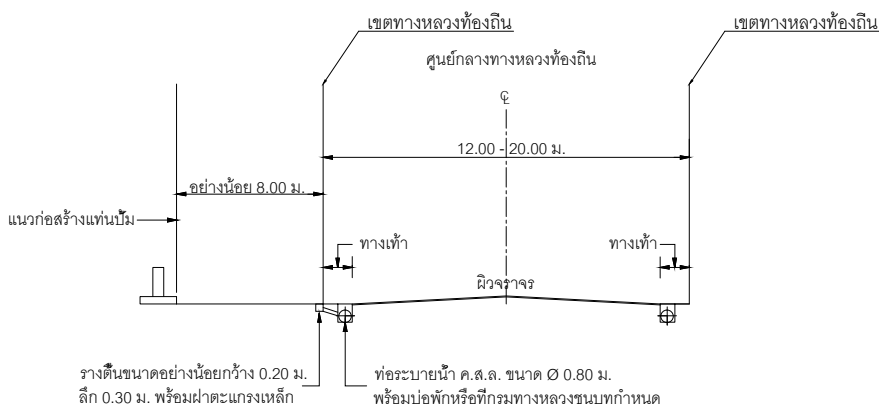 เขตทางหลวงท้องถิ่น
เขตทางหลวงท้องถิ่น
ศูนย์กลางทางหลวงท้องถิ่น
℄
12.00 - 20.00 ม.
อย่างน้อย 8.00 ม.
แนวก่อสร้างแท่นปั๊ม
ทางเท้า
ทางเท้า
ผิวจราจร
รางตื้นขนาดอย่างน้อยกว้าง 0.20 ม.
ลึก 0.30 ม. พร้อมฝาตะแกรงเหล็ก
ท่อระบายน้ำ ค.ส.ล. ขนาด Ø 0.80 ม.
พร้อมบ่อพักหรือที่กรมทางหลวงชนบทกำหนด